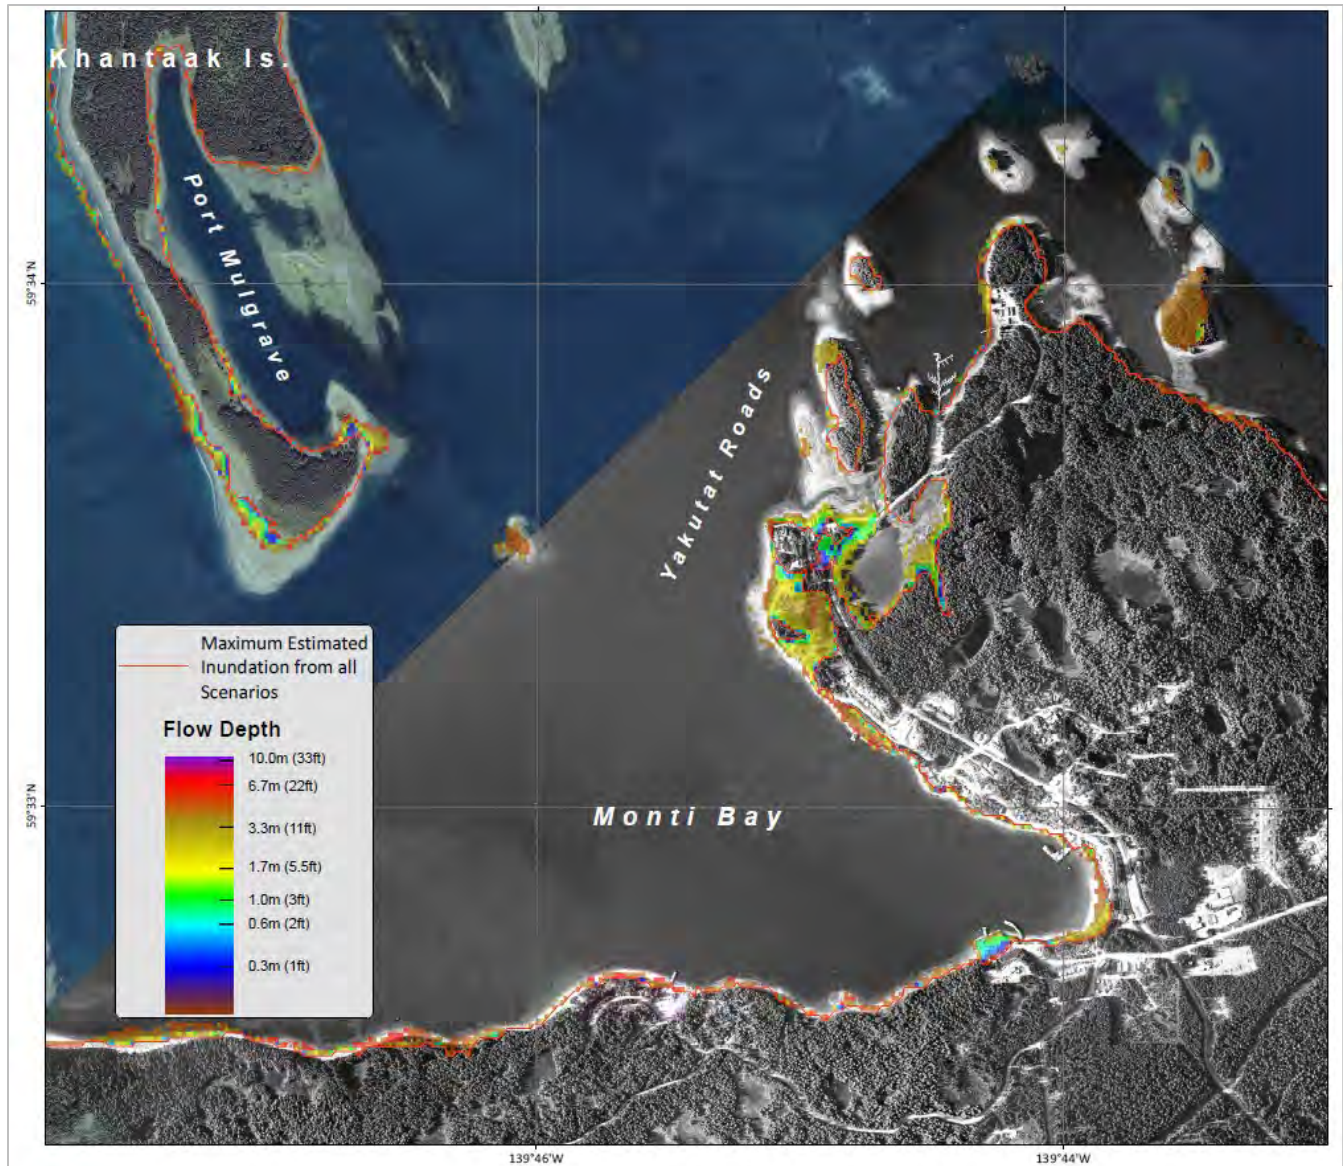 Khantaak Is.
Port Mulgrave
59°34'N
Yakutat Roads
Maximum Estimated
Inundation from all
Scenarios
Flow Depth
10.0m (33ft)
6.7m (22ft)
3.3m (11ft)
1.7m (5.5ft)
1.0m (3ft)
0.6m (2ft)
0.3m (1ft)
59°33'N
Monti Bay
139°46'W
139°44'W